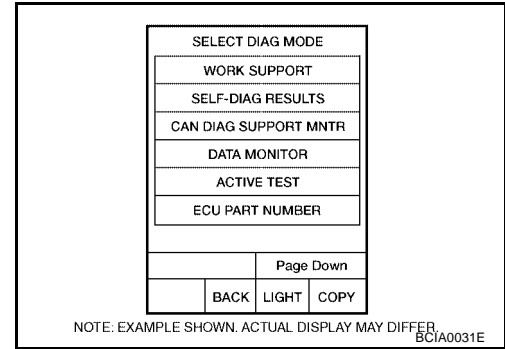 SELECT DIAG MODE
WORK SUPPORT
SELF-DIAG RESULTS
CAN DIAG SUPPORT MNTR
DATA MONITOR
ACTIVE TEST
ECU PART NUMBER
Page Down
BACK LIGHT COPY
NOTE: EXAMPLE SHOWN. ACTUAL DISPLAY MAY DIFFER.
BCIA0031E